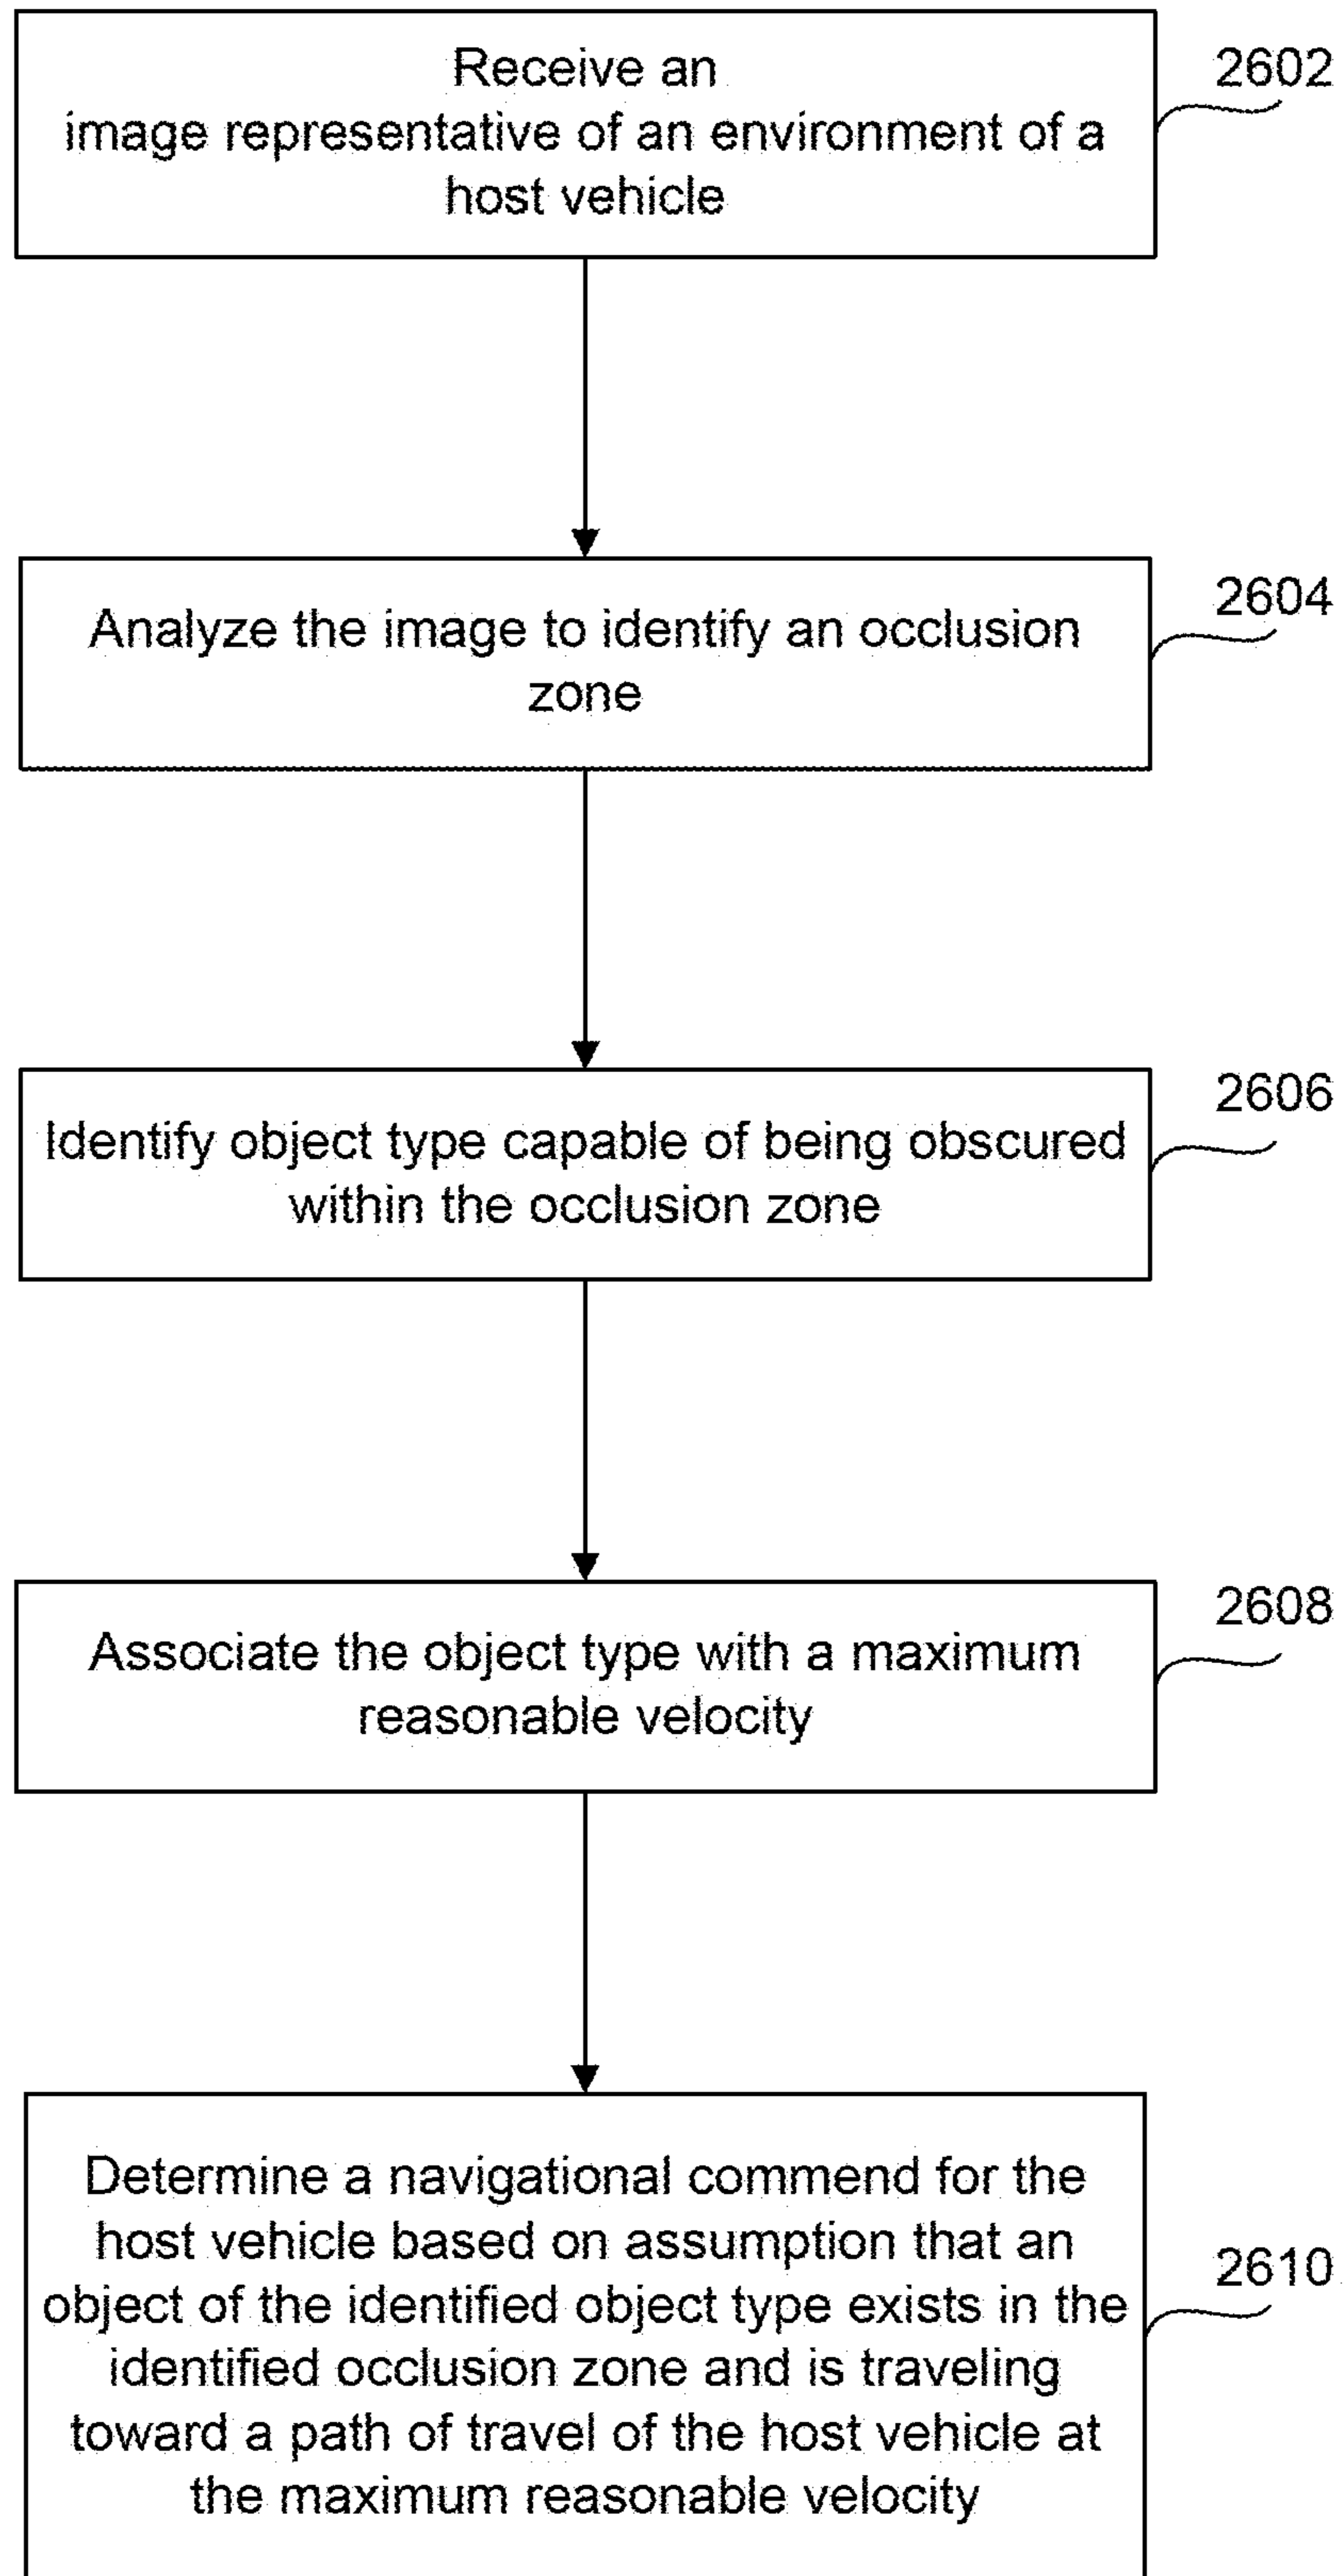 Receive an
image representative of an environment of a
host vehicle
2602
Analyze the image to identify an occlusion
zone
2604
Identify object type capable of being obscured
within the occlusion zone
2606
Associate the object type with a maximum
reasonable velocity
2608
Determine a navigational commend for the
host vehicle based on assumption that an
object of the identified object type exists in the
identified occlusion zone and is traveling
toward a path of travel of the host vehicle at
the maximum reasonable velocity
2610